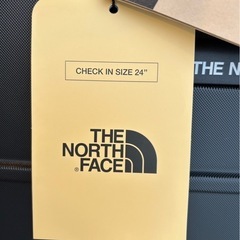 CHECK IN SIZE 24"
THE NORTH
THE
NORTH
FACE
®